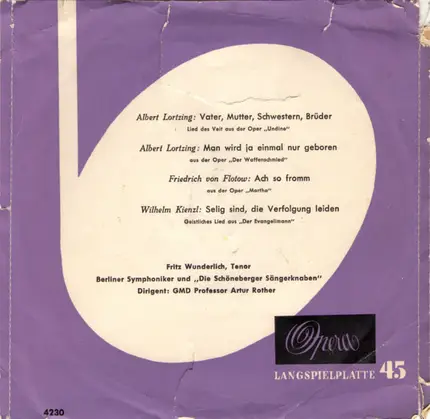 Albert Lortzing: Vater, Mutter, Schwestern, Brüder
Lied des Veit aus der Oper „Undine“
Albert Lortzing: Man wird ja einmal nur geboren
aus der Oper „Der Waffenschmied“
Friedrich von Flotow: Ach so fromm
aus der Oper „Martha“
Wilhelm Kienzl: Selig sind, die Verfolgung leiden
Geistliches Lied aus „Der Evangelimann“
Fritz Wunderlich, Tenor
Berliner Symphoniker und „Die Schöneberger Sängerknaben“
Dirigent: GMD Professor Artur Rother
Opera
LANGSPIELPLATTE 45
4230